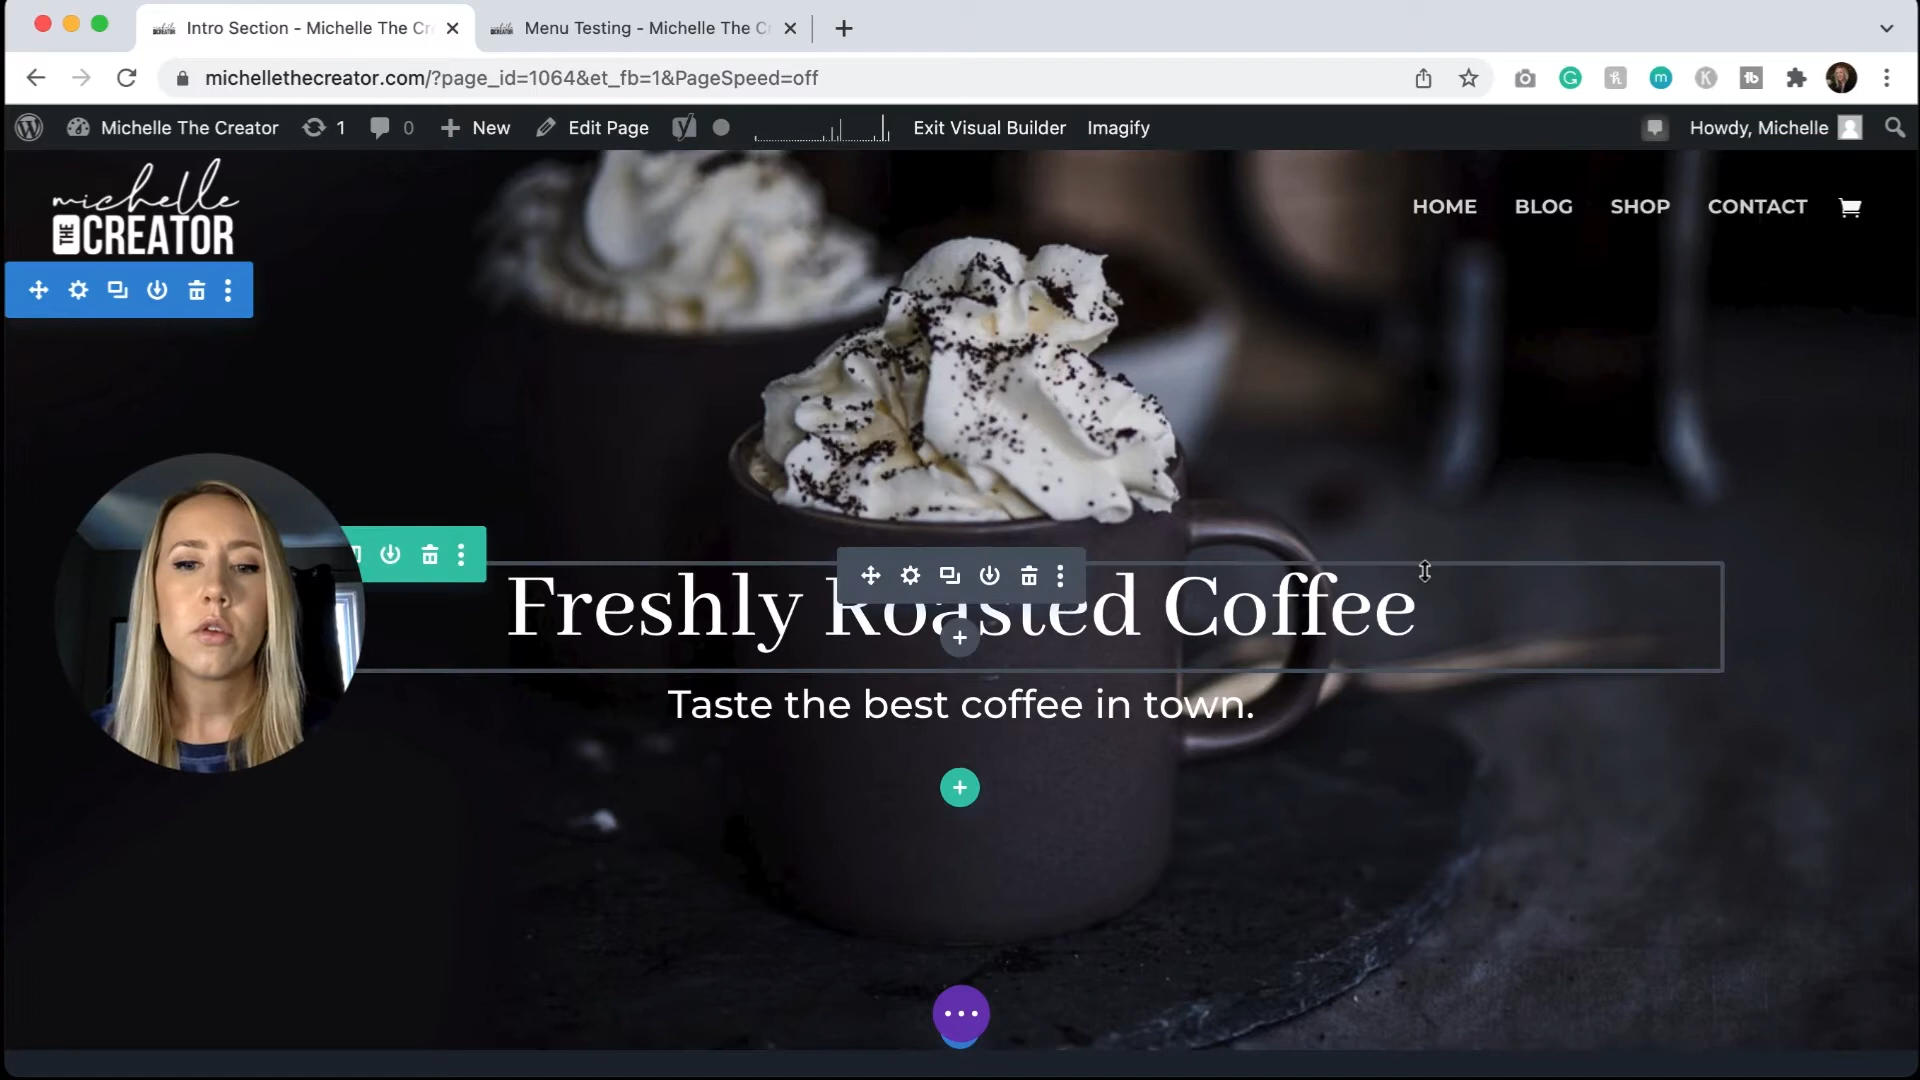 Intro Section - Michelle The Cr
Menu Testing - Michelle The C
michellethecreator.com/?page_id=1064&et_fb=1&PageSpeed=off
Michelle The Creator
1
0
New
Edit Page
Exit Visual Builder
Imagify
Howdy, Michelle
michelle
THE CREATOR
HOME
BLOG
SHOP
CONTACT
Freshly Roasted Coffee
Taste the best coffee in town.